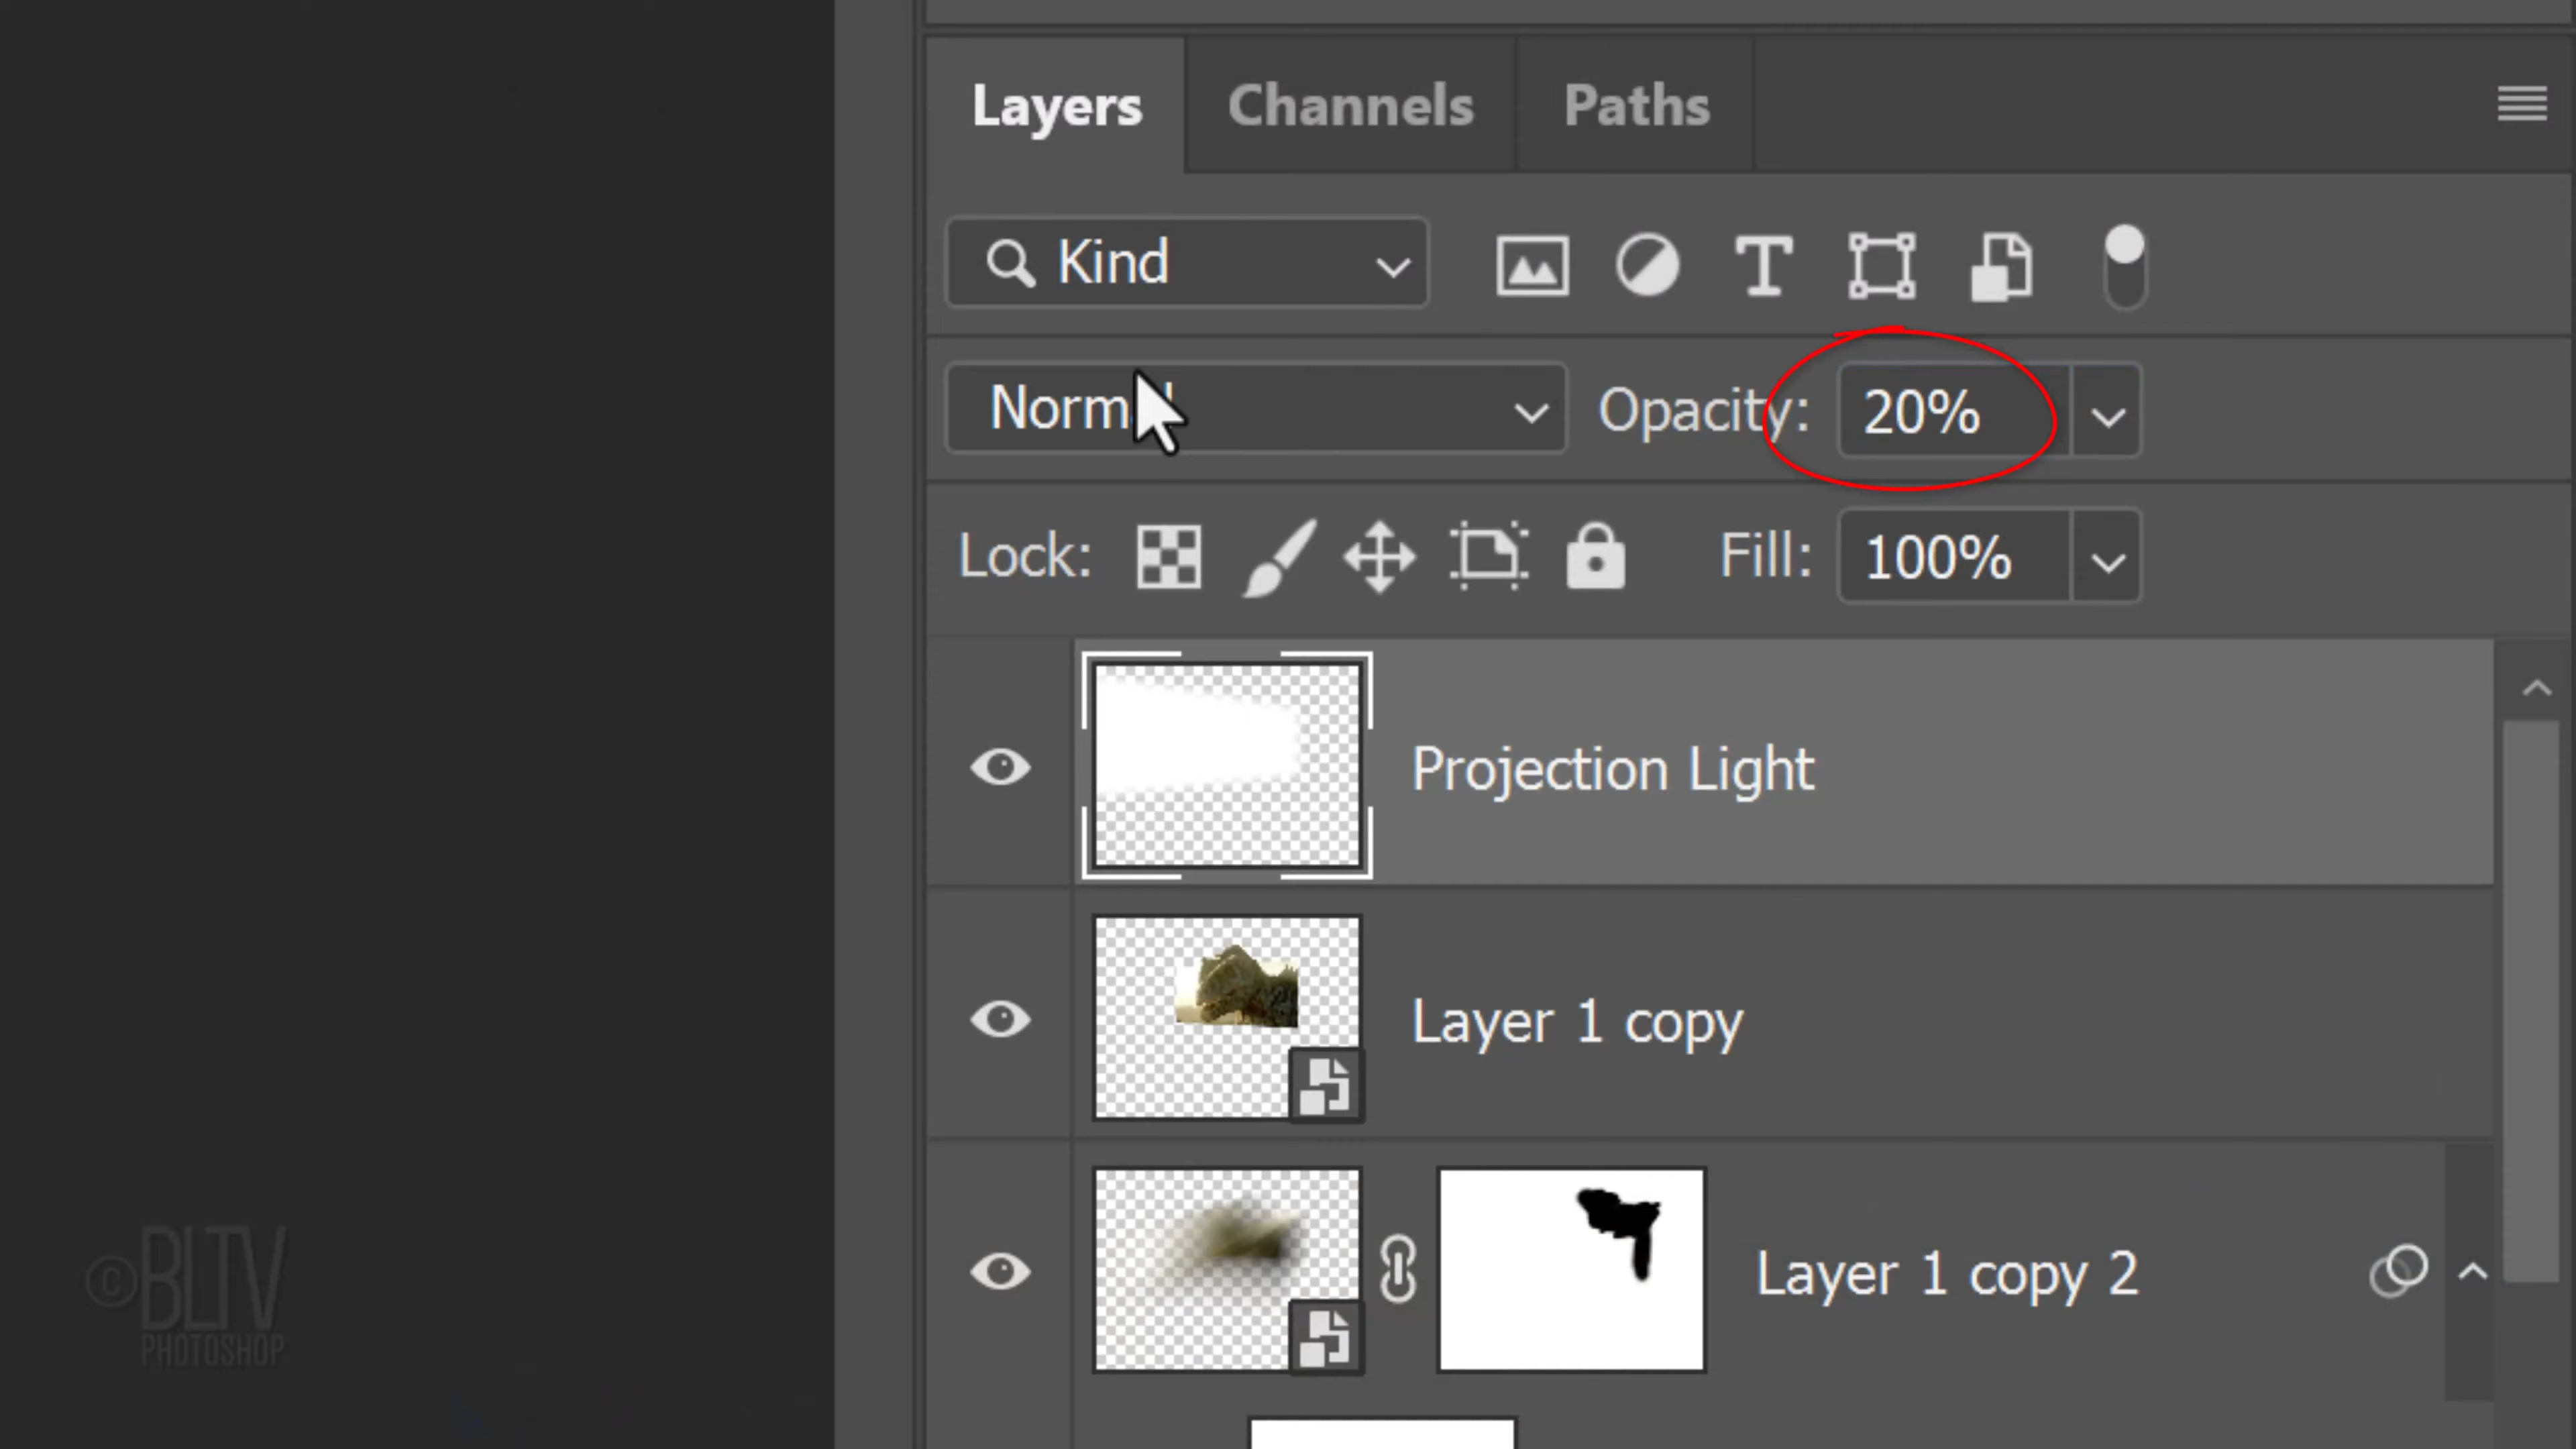 Layers Channels Paths
Kind
Opacity: 20%
Lock: Fill: 100%
Projection Light
Layer 1 copy
Layer 1 copy 2
© BLTV
PHOTOSHOP